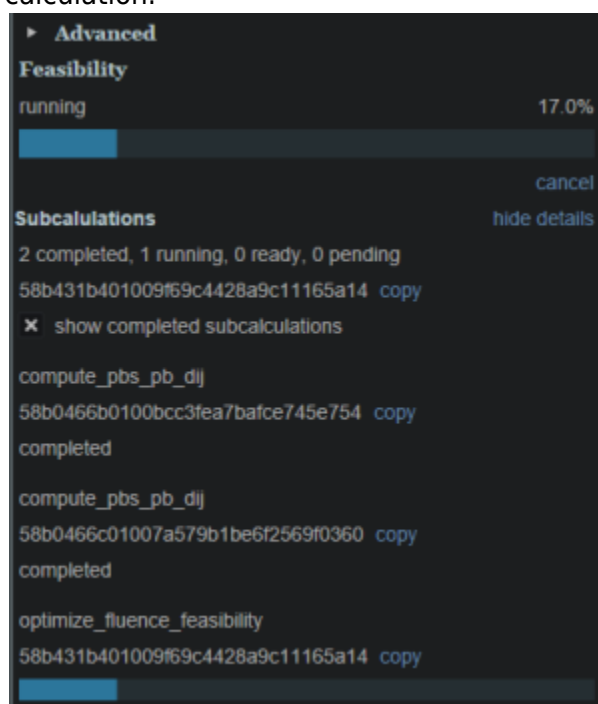 calculation.
▸ Advanced
Feasibility
running 17.0%
cancel
Subcalulations hide details
2 completed, 1 running, 0 ready, 0 pending
58b431b401009f69c4428a9c11165a14 copy
× show completed subcalculations
compute_pbs_pb_dij
58b0466b0100bcc3fea7bafce745e754 copy
completed
compute_pbs_pb_dij
58b0466c01007a579b1be6f2569f0360 copy
completed
optimize_fluence_feasibility
58b431b401009f69c4428a9c11165a14 copy